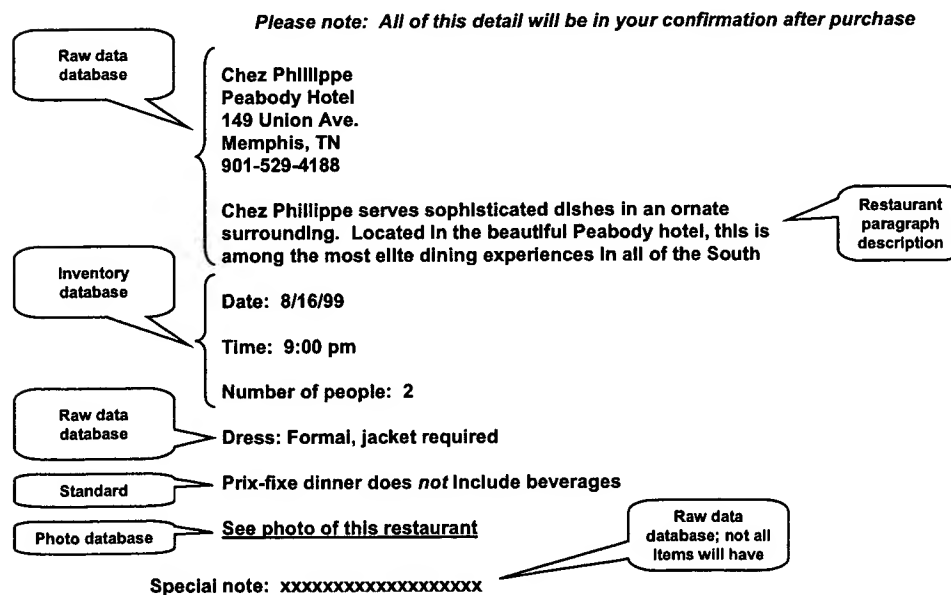 Please note: All of this detail will be in your confirmation after purchase
Raw data
database
Chez Phillippe
Peabody Hotel
149 Union Ave.
Memphis, TN
901-529-4188
Chez Phillippe serves sophisticated dishes in an ornate
surrounding. Located in the beautiful Peabody hotel, this is
among the most elite dining experiences in all of the South
Restaurant
paragraph
description
Inventory
database
Date: 8/16/99
Time: 9:00 pm
Number of people: 2
Raw data
database
Dress: Formal, jacket required
Standard
Prix-fixe dinner does not include beverages
Photo database
See photo of this restaurant
Raw data
database; not all
items will have
Special note: xxxxxxxxxxxxxxxxxxx